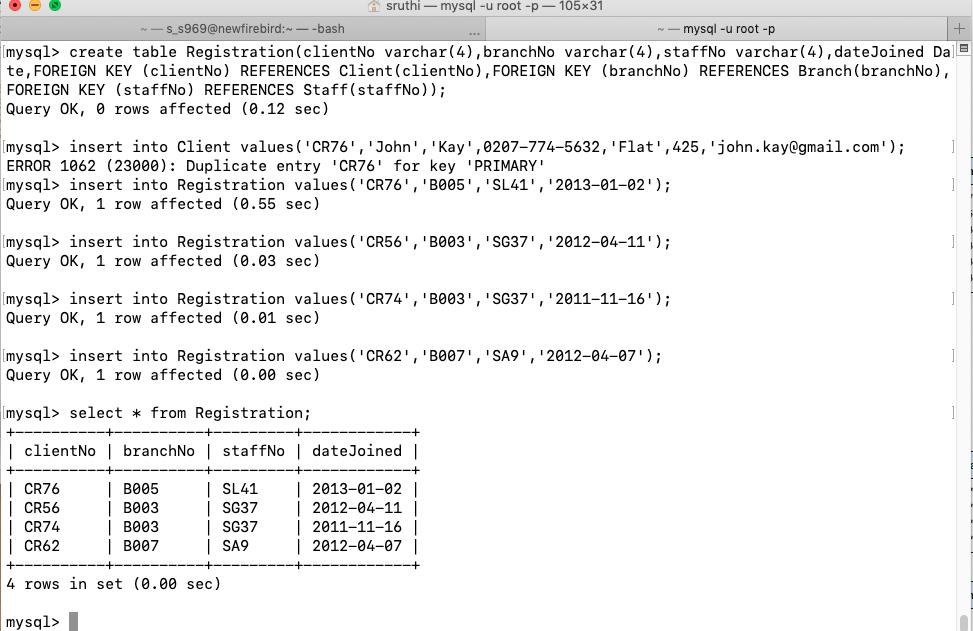 sruthi — mysql -u root -p — 105×31
~ — s_s969@newfirebird:~ — -bash ...
~ — mysql -u root -p +
[mysql> create table Registration(clientNo varchar(4),branchNo varchar(4),staffNo varchar(4),dateJoined Da]
te,FOREIGN KEY (clientNo) REFERENCES Client(clientNo),FOREIGN KEY (branchNo) REFERENCES Branch(branchNo),
FOREIGN KEY (staffNo) REFERENCES Staff(staffNo));
Query OK, 0 rows affected (0.12 sec)
[mysql> insert into Client values('CR76','John','Kay',0207-774-5632,'Flat',425,'john.kay@gmail.com'); ]
ERROR 1062 (23000): Duplicate entry 'CR76' for key 'PRIMARY'
[mysql> insert into Registration values('CR76','B005','SL41','2013-01-02'); ]
Query OK, 1 row affected (0.55 sec)
[mysql> insert into Registration values('CR56','B003','SG37','2012-04-11'); ]
Query OK, 1 row affected (0.03 sec)
[mysql> insert into Registration values('CR74','B003','SG37','2011-11-16'); ]
Query OK, 1 row affected (0.01 sec)
[mysql> insert into Registration values('CR62','B007','SA9','2012-04-07'); ]
Query OK, 1 row affected (0.00 sec)
[mysql> select * from Registration; ]
+----------+----------+---------+------------+
| clientNo | branchNo | staffNo | dateJoined |
+----------+----------+---------+------------+
| CR76     | B005     | SL41    | 2013-01-02 |
| CR56     | B003     | SG37    | 2012-04-11 |
| CR74     | B003     | SG37    | 2011-11-16 |
| CR62     | B007     | SA9     | 2012-04-07 |
+----------+----------+---------+------------+
4 rows in set (0.00 sec)
mysql>